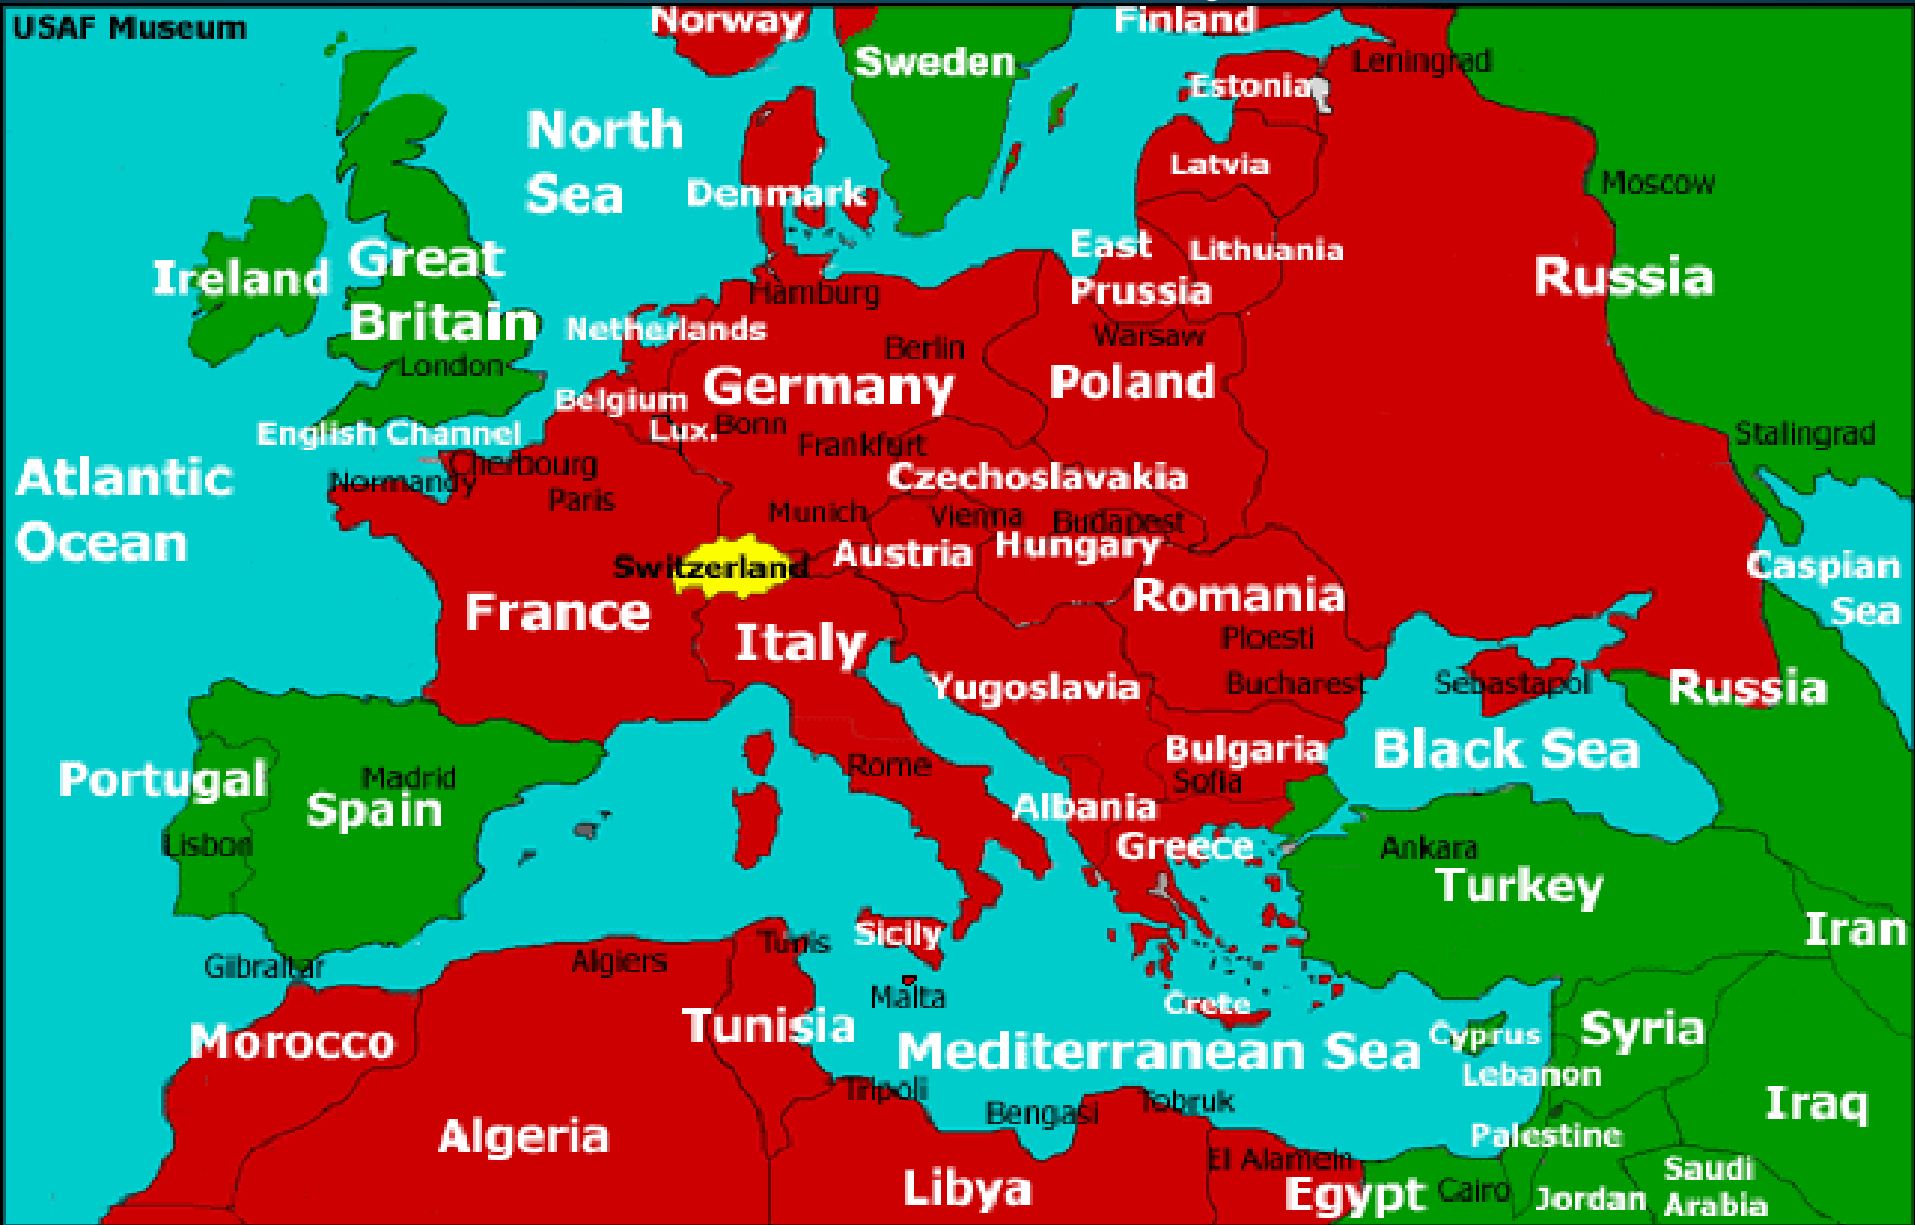 USAF Museum
Norway
Finland
Sweden
Leningrad
Estonia
North
Sea
Latvia
Denmark
Moscow
East
Prussia
Lithuania
Great
Britain
Ireland
Russia
Hamburg
Netherlands
Warsaw
Berlin
London
Germany
Poland
Belgium
Lux.
Bonn
English Channel
Frankfurt
Stalingrad
Atlantic
Ocean
Cherbourg
Normandy
Paris
Czechoslavakia
Munich
Vienna
Budapest
Switzerland
Austria
Hungary
Caspian
Sea
France
Romania
Italy
Ploesti
Yugoslavia
Bucharest
Sebastapol
Russia
Bulgaria
Black Sea
Portugal
Madrid
Spain
Rome
Sofia
Albania
Lisbon
Greece
Ankara
Turkey
Iran
Gibraltar
Algiers
Tunis
Sicily
Malta
Crete
Morocco
Tunisia
Mediterranean Sea
Cyprus
Syria
Lebanon
Tripoli
Bengasi
Tobruk
Iraq
Algeria
Palestine
El Alamein
Libya
Egypt
Cairo
Jordan
Saudi
Arabia